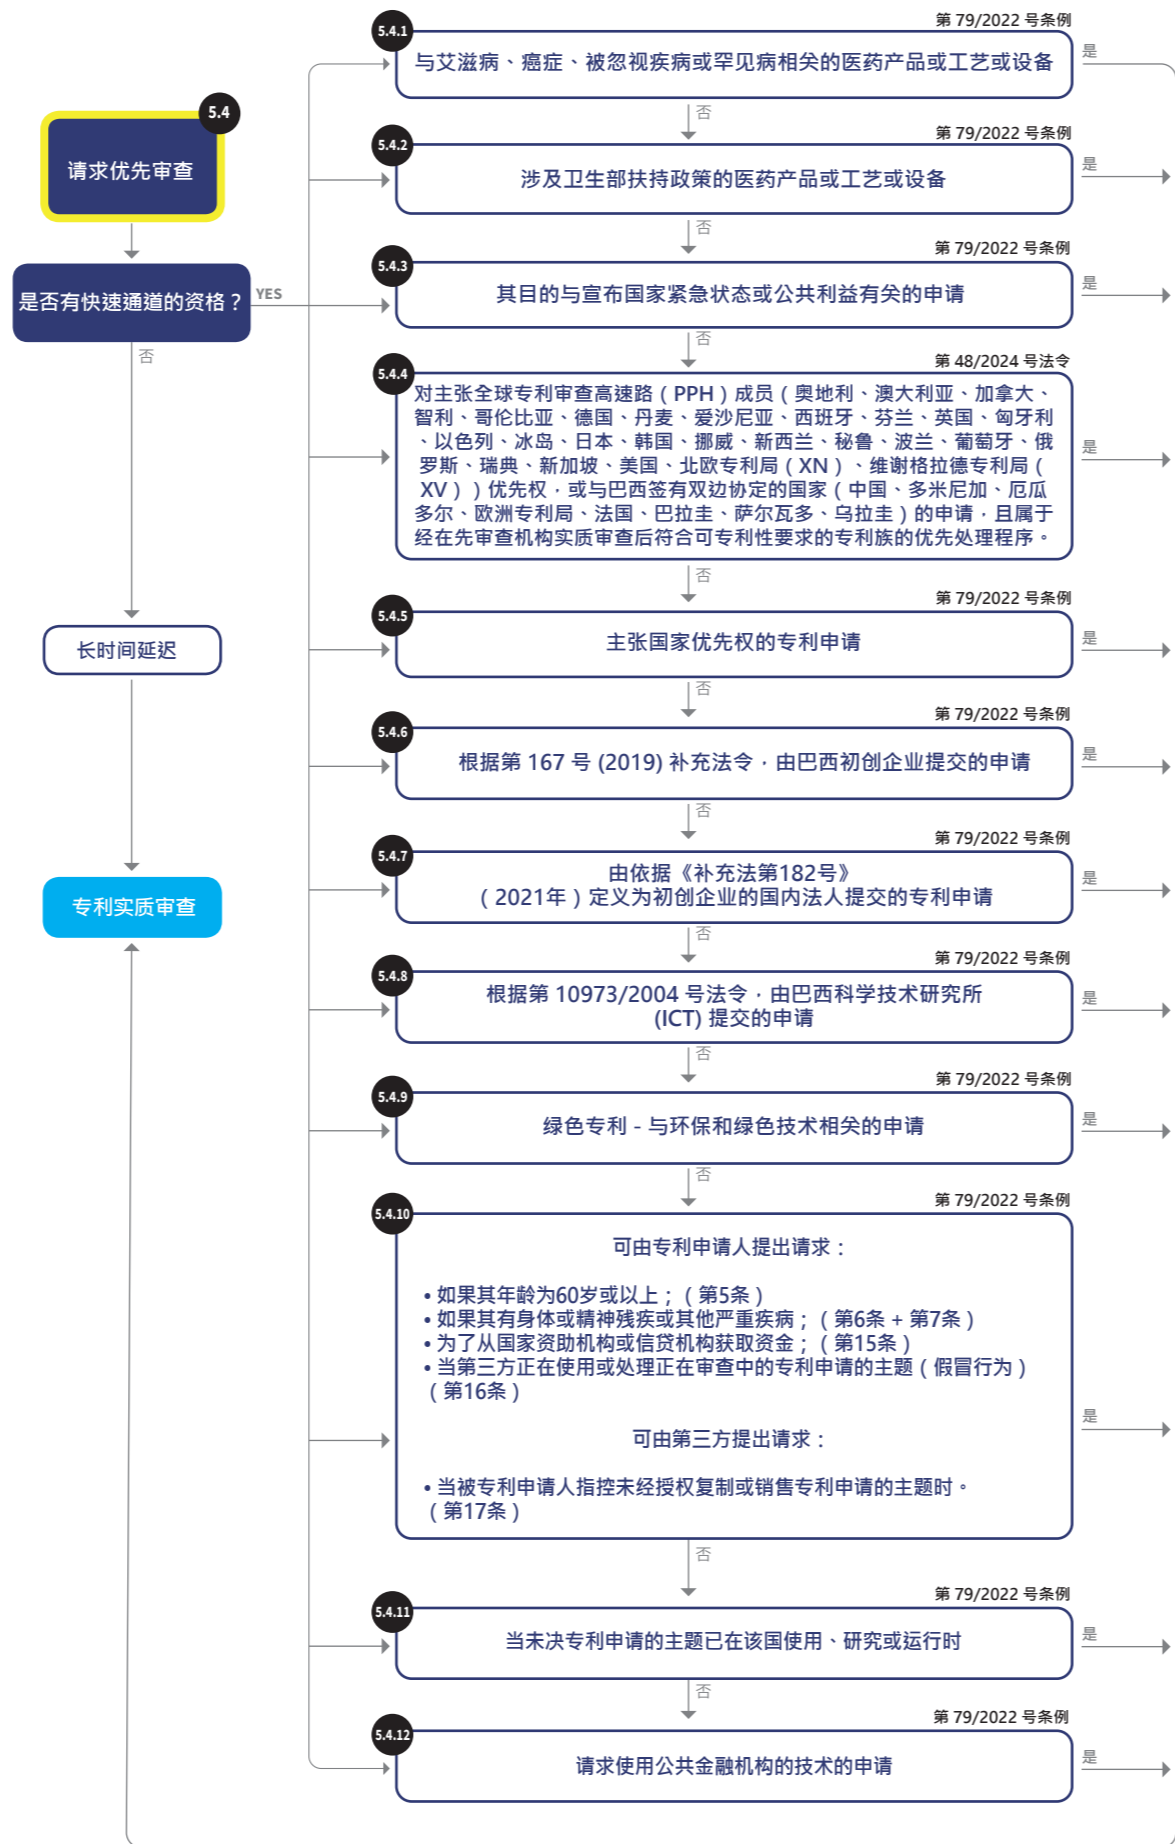 5.4
请求优先审查
是否有快速通道的资格？
YES
否
长时间延迟
专利实质审查
第 79/2022 号条例
5.4.1
与艾滋病、癌症、被忽视疾病或罕见病相关的医药产品或工艺或设备
是
否
第 79/2022 号条例
5.4.2
涉及卫生部扶持政策的医药产品或工艺或设备
是
否
第 79/2022 号条例
5.4.3
其目的与宣布国家紧急状态或公共利益有关的申请
是
否
第 48/2024 号法令
5.4.4
对主张全球专利审查高速路（PPH）成员（奥地利、澳大利亚、加拿大、
智利、哥伦比亚、德国、丹麦、爱沙尼亚、西班牙、芬兰、英国、匈牙利
、以色列、冰岛、日本、韩国、挪威、新西兰、秘鲁、波兰、葡萄牙、俄
罗斯、瑞典、新加坡、美国、北欧专利局（XN）、维谢格拉德专利局（
XV））优先权，或与巴西签有双边协定的国家（中国、多米尼加、厄瓜
多尔、欧洲专利局、法国、巴拉圭、萨尔瓦多、乌拉圭）的申请，且属于
经在先审查机构实质审查后符合可专利性要求的专利族的优先处理程序。
是
否
第 79/2022 号条例
5.4.5
主张国家优先权的专利申请
是
否
第 79/2022 号条例
5.4.6
根据第 167 号 (2019) 补充法令，由巴西初创企业提交的申请
是
否
第 79/2022 号条例
5.4.7
由依据《补充法第182号》
（2021年）定义为初创企业的国内法人提交的专利申请
是
否
第 79/2022 号条例
5.4.8
根据第 10973/2004 号法令，由巴西科学技术研究所
(ICT) 提交的申请
是
否
第 79/2022 号条例
5.4.9
绿色专利 - 与环保和绿色技术相关的申请
是
否
第 79/2022 号条例
5.4.10
可由专利申请人提出请求：
• 如果其年龄为60岁或以上；（第5条）
• 如果其有身体或精神残疾或其他严重疾病；（第6条 + 第7条）
• 为了从国家资助机构或信贷机构获取资金；（第15条）
• 当第三方正在使用或处理正在审查中的专利申请的主题（假冒行为）
（第16条）
可由第三方提出请求：
• 当被专利申请人指控未经授权复制或销售专利申请的主题时。
（第17条）
是
否
第 79/2022 号条例
5.4.11
当未决专利申请的主题已在该国使用、研究或运行时
是
否
第 79/2022 号条例
5.4.12
请求使用公共金融机构的技术的申请
是